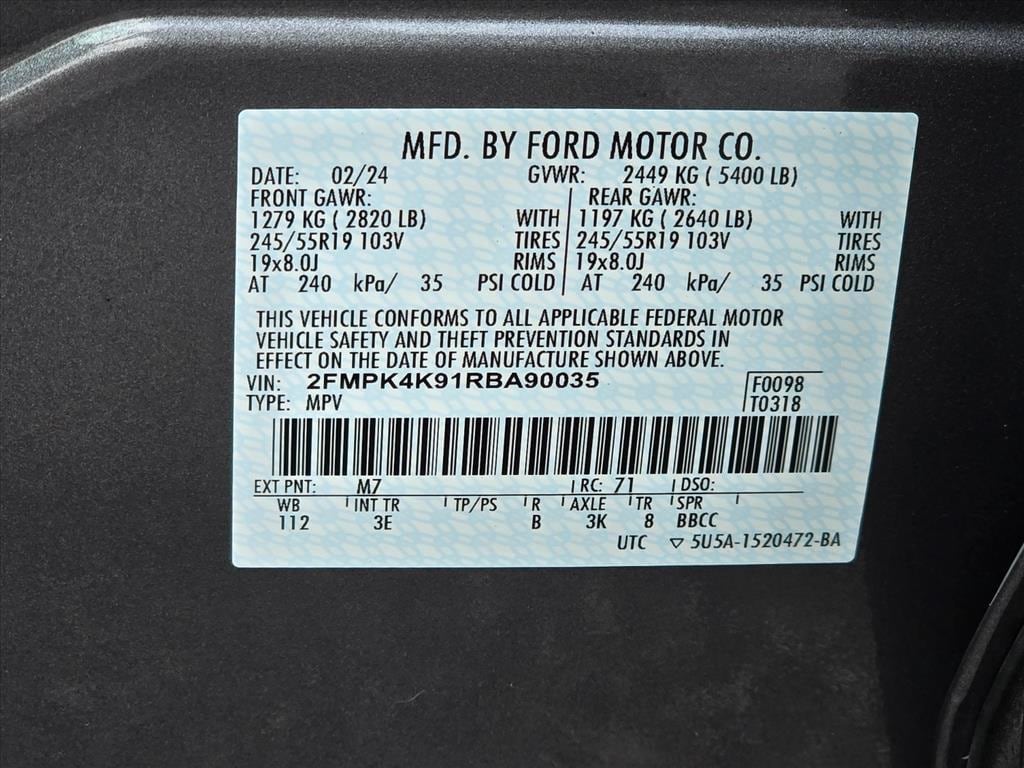 MFD. BY FORD MOTOR CO.
DATE: 02/24 GVWR: 2449 KG ( 5400 LB)
FRONT GAWR: REAR GAWR:
1279 KG ( 2820 LB) WITH 1197 KG ( 2640 LB) WITH
245/55R19 103V TIRES 245/55R19 103V TIRES
19x8.0J RIMS 19x8.0J RIMS
AT 240 kPa/ 35 PSI COLD AT 240 kPa/ 35 PSI COLD
THIS VEHICLE CONFORMS TO ALL APPLICABLE FEDERAL MOTOR
VEHICLE SAFETY AND THEFT PREVENTION STANDARDS IN
EFFECT ON THE DATE OF MANUFACTURE SHOWN ABOVE.
VIN: 2FMPK4K91RBA90035 F0098
TYPE: MPV T0318
EXT PNT: M7 RC: 71 DSO:
WB INT TR TP/PS R AXLE TR SPR
112 3E B 3K 8 BBCC
UTC ▽ 5U5A-1520472-BA